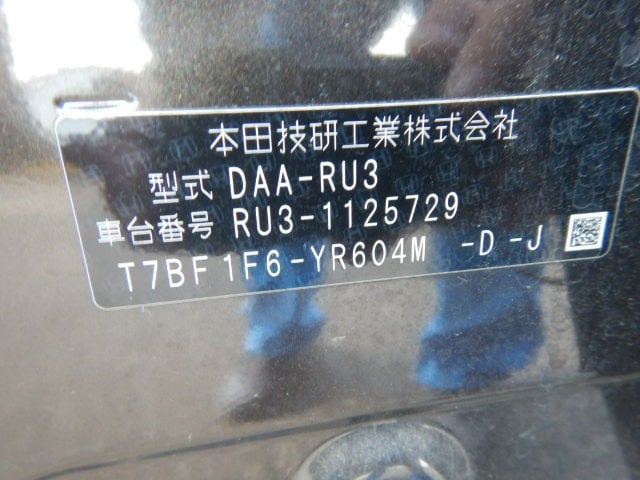 本田技研工業株式会社
型式 DAA-RU3
車台番号 RU3-1125729
T7BF1F6-YR604M -D-J